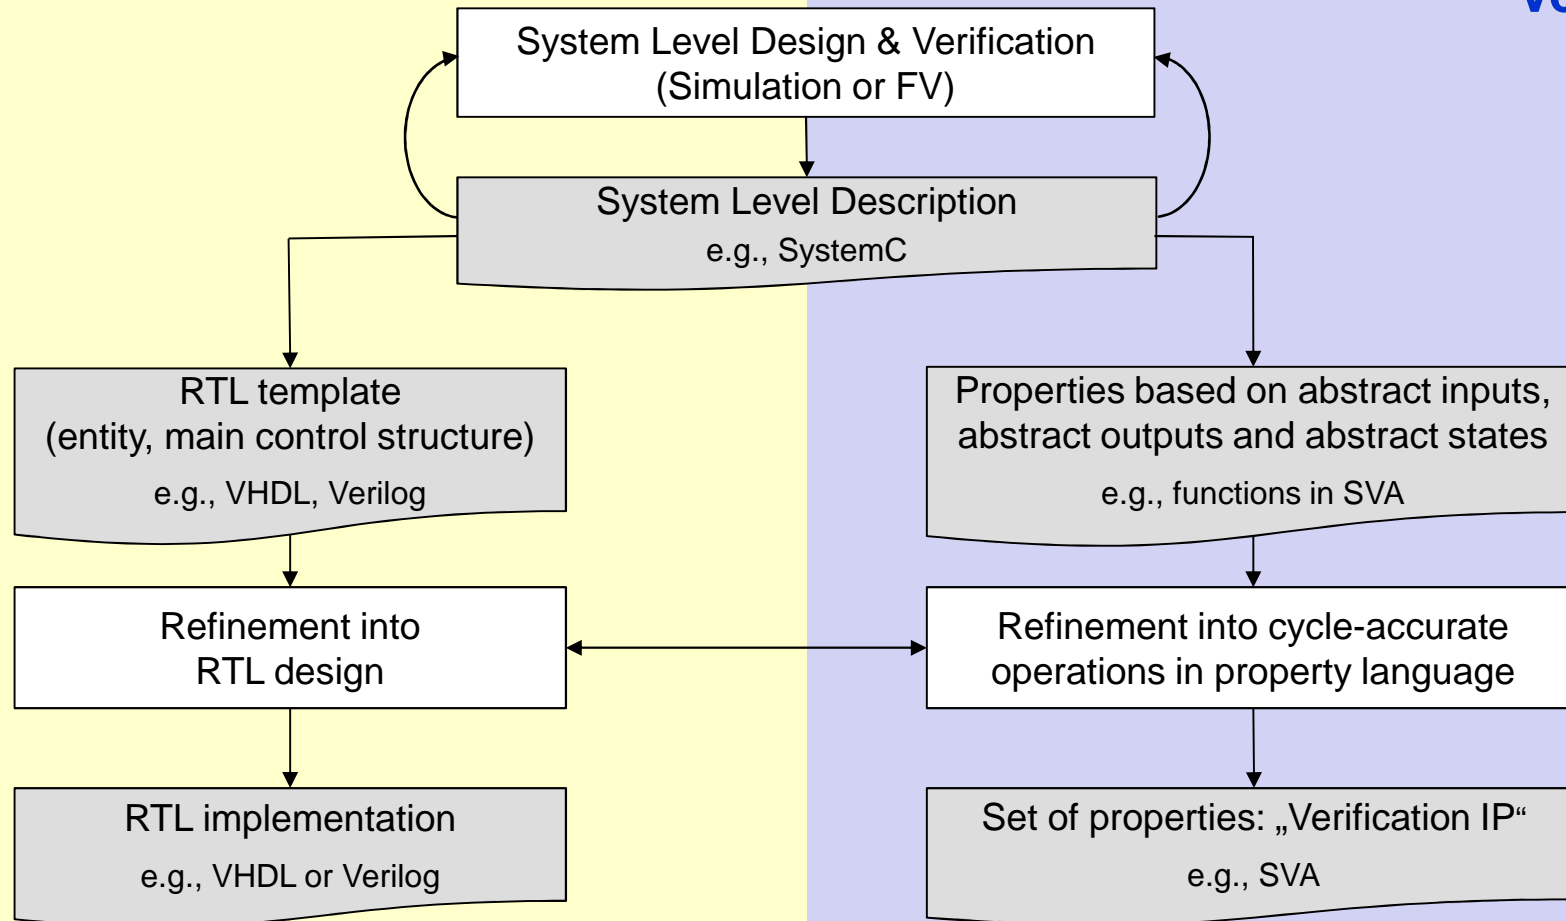 System Level Design & Verification
(Simulation or FV)
System Level Description
e.g., SystemC
RTL template
(entity, main control structure)
e.g., VHDL, Verilog
Properties based on abstract inputs,
abstract outputs and abstract states
e.g., functions in SVA
Refinement into
RTL design
Refinement into cycle-accurate
operations in property language
RTL implementation
e.g., VHDL or Verilog
Set of properties: „Verification IP“
e.g., SVA